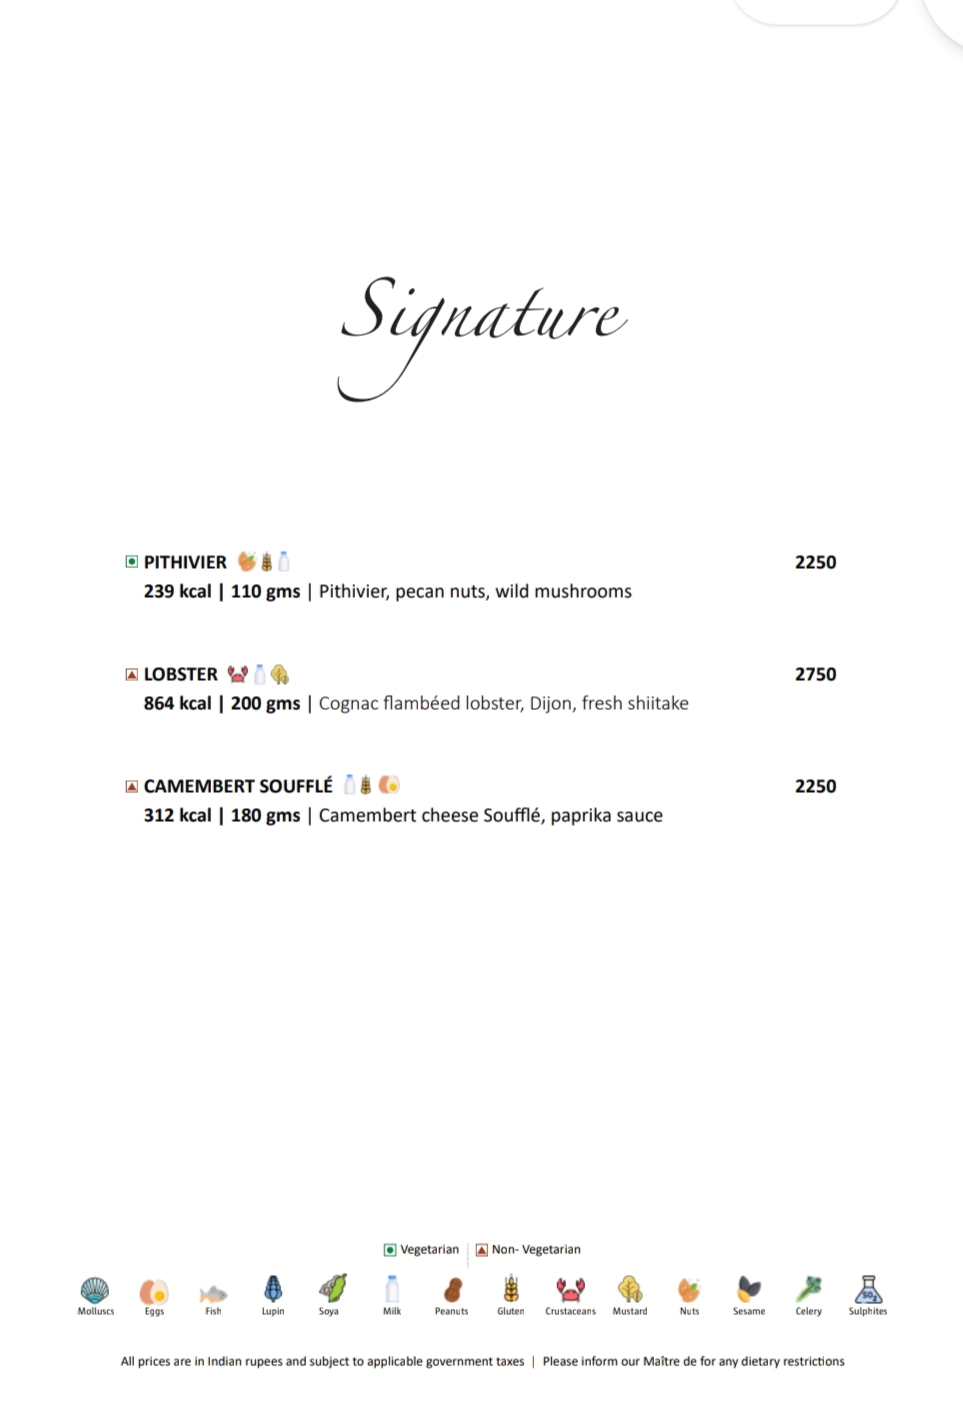 Signature
PITHIVIER 2250
239 kcal | 110 gms | Pithivier, pecan nuts, wild mushrooms
LOBSTER 2750
864 kcal | 200 gms | Cognac flambéed lobster, Dijon, fresh shiitake
CAMEMBERT SOUFFLÉ 2250
312 kcal | 180 gms | Camembert cheese Soufflé, paprika sauce
Vegetarian | Non- Vegetarian
Molluscs Eggs Fish Lupin Soya Milk Peanuts Gluten Crustaceans Mustard Nuts Sesame Celery SO₂ Sulphites
All prices are in Indian rupees and subject to applicable government taxes | Please inform our Maître de for any dietary restrictions